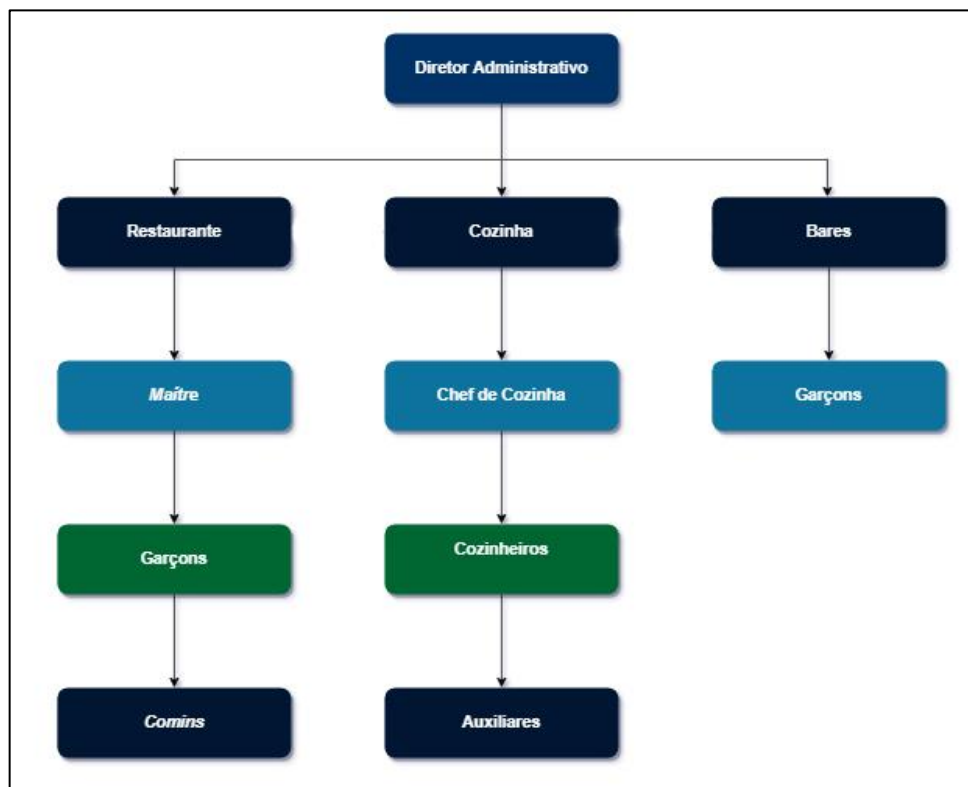 Diretor Administrativo
Restaurante
Cozinha
Bares
Maître
Chef de Cozinha
Garçons
Garçons
Cozinheiros
Comins
Auxiliares